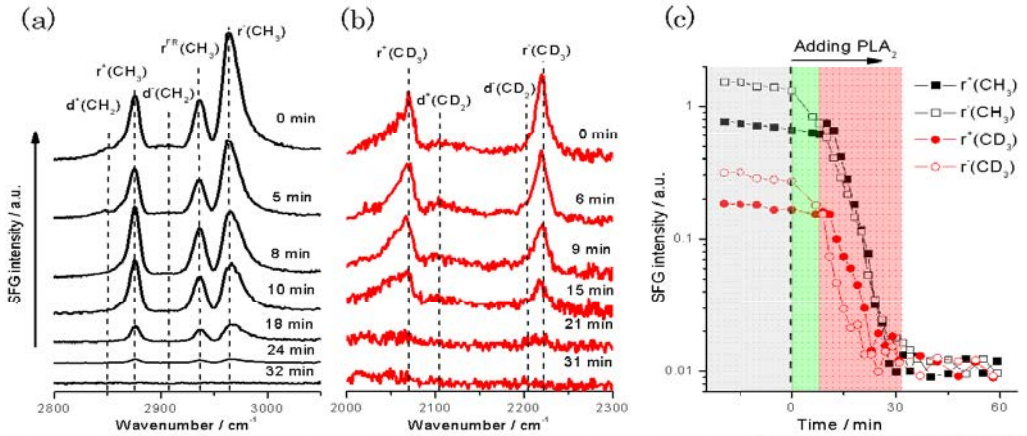 (a)
r⁻(CH₃)
rᶠᴿ(CH₃)
r⁺(CH₃)
d⁺(CH₂)
d⁻(CH₂)
0 min
5 min
8 min
10 min
18 min
24 min
32 min
SFG intensity / a.u.
2800 2900 3000
Wavenumber / cm⁻¹
(b)
r⁺(CD₃)
r⁻(CD₃)
d⁺(CD₂)
d⁻(CD₂)
0 min
6 min
9 min
15 min
21 min
31 min
2000 2100 2200 2300
Wavenumber / cm⁻¹
(c)
Adding PLA₂
r⁺(CH₃)
r⁻(CH₃)
r⁺(CD₃)
r⁻(CD₃)
SFG intensity / a.u.
1
0.1
0.01
0 30 60
Time / min